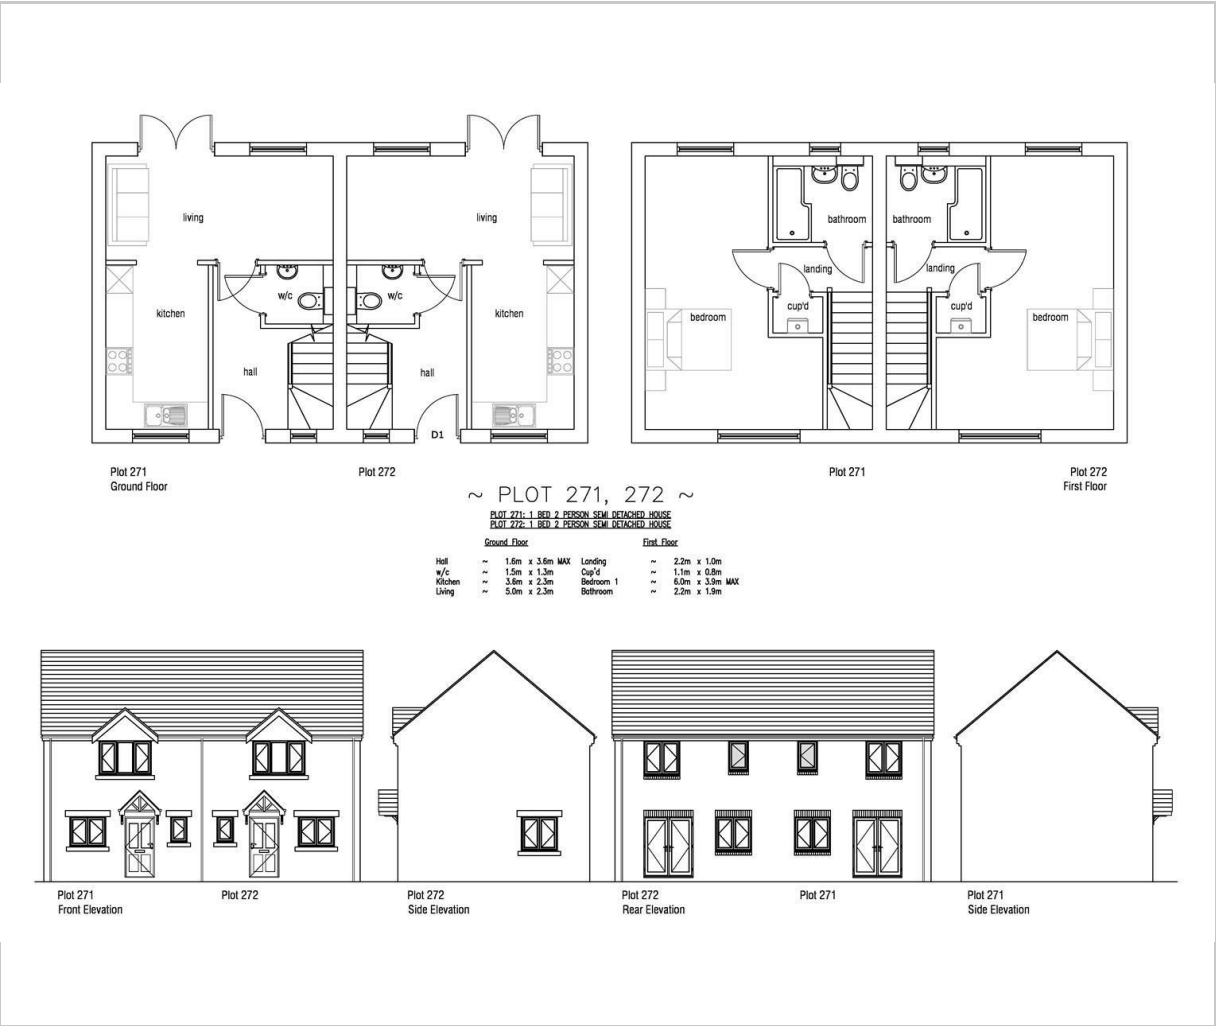 living
living
w/c
w/c
kitchen
kitchen
hall
hall
D1
bathroom
bathroom
landing
landing
cup'd
cup'd
bedroom
bedroom
Plot 271
Ground Floor
Plot 272
Plot 271
Plot 272
First Floor
~ PLOT 271, 272 ~
PLOT 271: 1 BED 2 PERSON SEMI DETACHED HOUSE
PLOT 272: 1 BED 2 PERSON SEMI DETACHED HOUSE
Ground Floor First Floor
Hall ~ 1.6m x 3.6m MAX Landing ~ 2.2m x 1.0m
w/c ~ 1.5m x 1.3m Cup'd ~ 1.1m x 0.8m
Kitchen ~ 3.6m x 2.3m Bedroom 1 ~ 6.0m x 3.9m MAX
Living ~ 5.0m x 2.3m Bathroom ~ 2.2m x 1.9m
Plot 271
Front Elevation
Plot 272
Plot 272
Side Elevation
Plot 272
Rear Elevation
Plot 271
Plot 271
Side Elevation